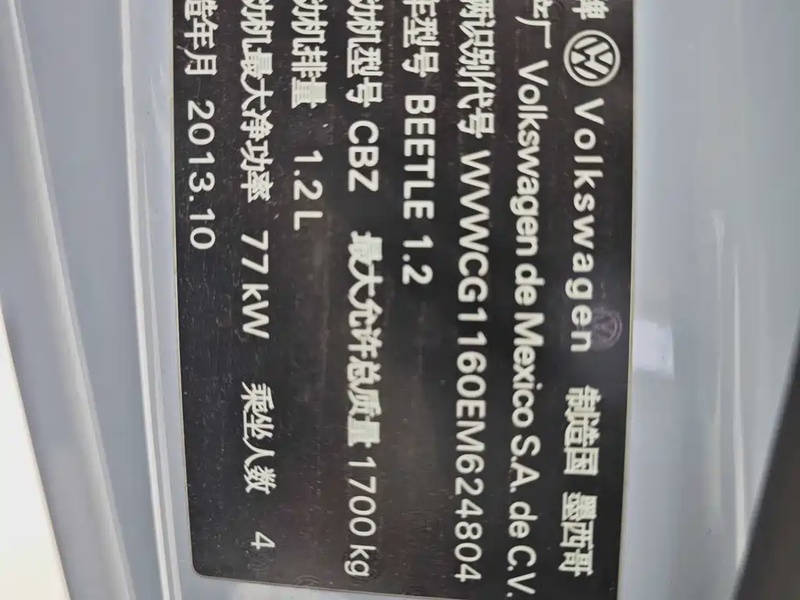 牌 Volkswagen 制造国 墨西哥
产厂 Volkswagen de Mexico S.A. de C.V.
辆识别代号 WVWCG1160EM624804
车型号 BEETLE 1.2
动机型号 CBZ 最大允许总质量 1700 kg
动机排量 1.2 L
动机最大净功率 77 kW 乘坐人数 4
造年月 2013.10